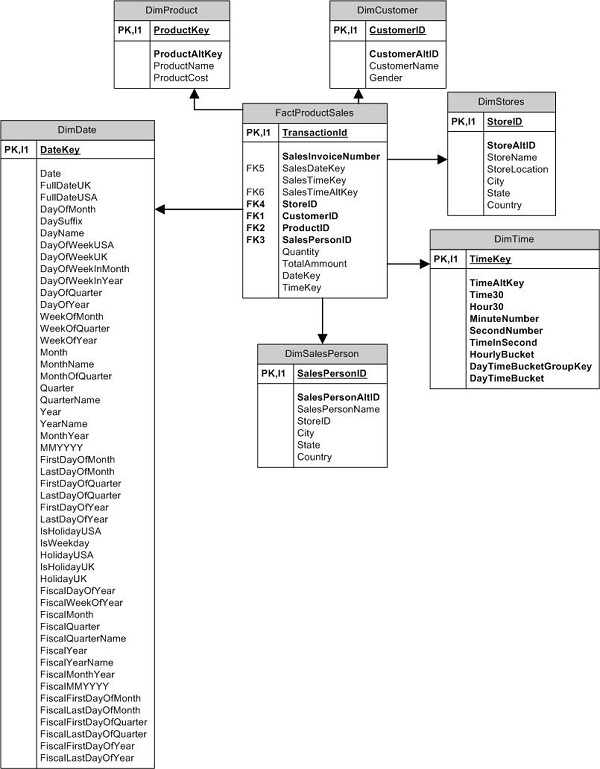 DimProduct
PK,I1 ProductKey
ProductAltKey
ProductName
ProductCost
DimCustomer
PK,I1 CustomerID
CustomerAltID
CustomerName
Gender
FactProductSales
PK,I1 TransactionId
SalesInvoiceNumber
FK5 SalesDateKey
SalesTimeKey
FK6 SalesTimeAltKey
FK4 StoreID
FK1 CustomerID
FK2 ProductID
FK3 SalesPersonID
Quantity
TotalAmmount
DateKey
TimeKey
DimStores
PK,I1 StoreID
StoreAltID
StoreName
StoreLocation
City
State
Country
DimDate
PK,I1 DateKey
Date
FullDateUK
FullDateUSA
DayOfMonth
DaySuffix
DayName
DayOfWeekUSA
DayOfWeekUK
DayOfWeekInMonth
DayOfWeekInYear
DayOfQuarter
DayOfYear
WeekOfMonth
WeekOfQuarter
WeekOfYear
Month
MonthName
MonthOfQuarter
Quarter
QuarterName
Year
YearName
MonthYear
MMYYYY
FirstDayOfMonth
LastDayOfMonth
FirstDayOfQuarter
LastDayOfQuarter
FirstDayOfYear
LastDayOfYear
IsHolidayUSA
IsWeekday
HolidayUSA
IsHolidayUK
HolidayUK
FiscalDayOfYear
FiscalWeekOfYear
FiscalMonth
FiscalQuarter
FiscalQuarterName
FiscalYear
FiscalYearName
FiscalMonthYear
FiscalMMYYYY
FiscalFirstDayOfMonth
FiscalLastDayOfMonth
FiscalFirstDayOfQuarter
FiscalLastDayOfQuarter
FiscalFirstDayOfYear
FiscalLastDayOfYear
DimTime
PK,I1 TimeKey
TimeAltKey
Time30
Hour30
MinuteNumber
SecondNumber
TimeInSecond
HourlyBucket
DayTimeBucketGroupKey
DayTimeBucket
DimSalesPerson
PK,I1 SalesPersonID
SalesPersonAltID
SalesPersonName
StoreID
City
State
Country